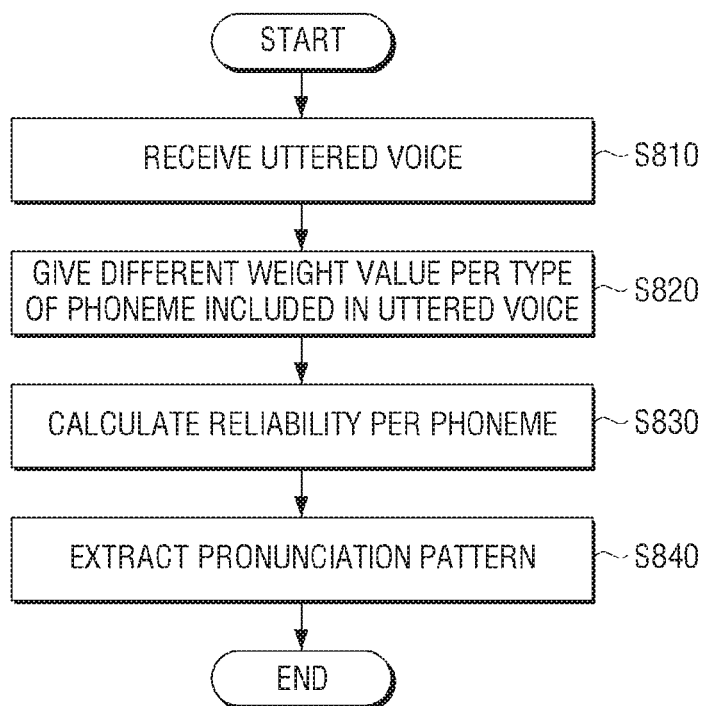 START
RECEIVE UTTERED VOICE
S810
GIVE DIFFERENT WEIGHT VALUE PER TYPE
OF PHONEME INCLUDED IN UTTERED VOICE
S820
CALCULATE RELIABILITY PER PHONEME
S830
EXTRACT PRONUNCIATION PATTERN
S840
END